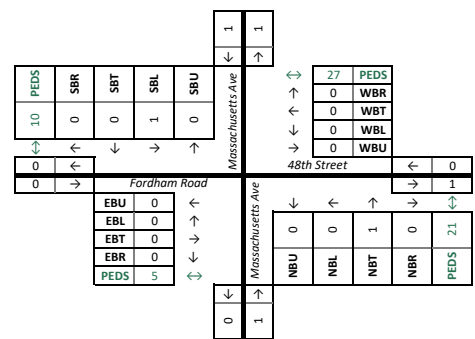 1 1
↓ ↑
Massachusetts Ave
PEDS SBR SBT SBL SBU
10 0 0 1 0
↕ ← ↓ → ↑
↔ 27 PEDS
↑ 0 WBR
← 0 WBT
↓ 0 WBL
→ 0 WBU
0 ←
0 →
48th Street
← 0
→ 1
Fordham Road
EBU 0 ←
EBL 0 ↑
EBT 0 →
EBR 0 ↓
PEDS 5 ↔
Massachusetts Ave
↓ ← ↑ → ↕
0 0 1 0 21
NBU NBL NBT NBR PEDS
↓ ↑
0 1